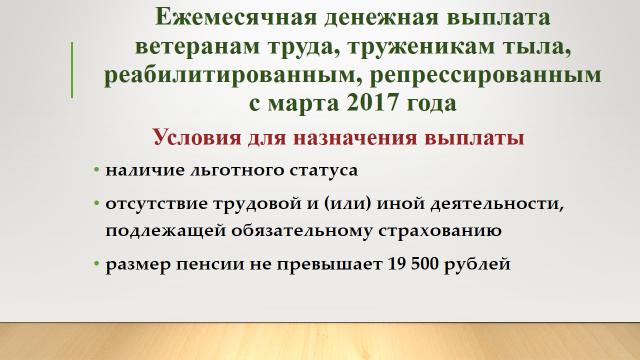 Ежемесячная денежная выплата
ветеранам труда, труженикам тыла,
реабилитированным, репрессированным
с марта 2017 года
Условия для назначения выплаты
• наличие льготного статуса
• отсутствие трудовой и (или) иной деятельности,
подлежащей обязательному страхованию
• размер пенсии не превышает 19 500 рублей